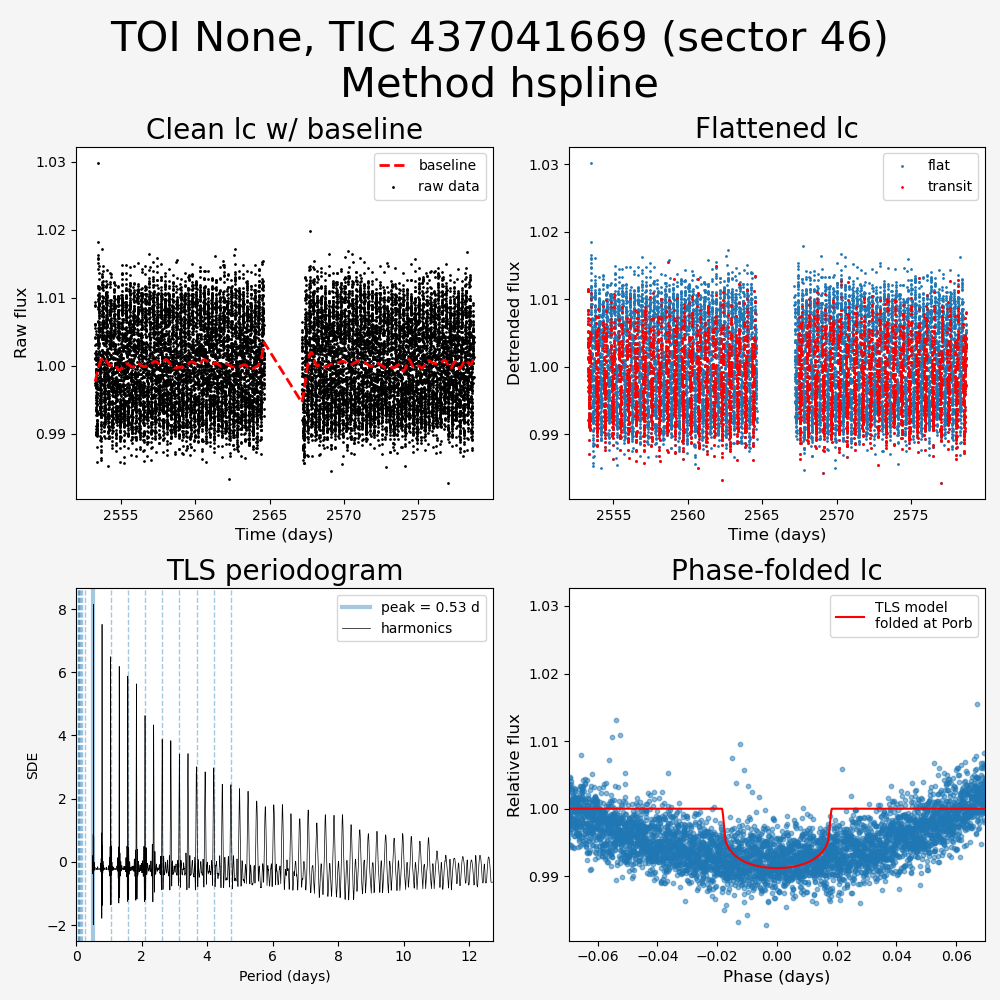 TOI None, TIC 437041669 (sector 46)
Method hspline
Clean lc w/ baseline
Flattened lc
baseline
raw data
flat
transit
1.03
1.02
1.01
1.00
0.99
Raw flux
2555
2560
2565
2570
2575
Time (days)
1.03
1.02
1.01
1.00
0.99
Detrended flux
2555
2560
2565
2570
2575
Time (days)
TLS periodogram
Phase-folded lc
peak = 0.53 d
harmonics
TLS model
folded at Porb
8
6
4
2
0
−2
SDE
0
2
4
6
8
10
12
Period (days)
1.03
1.02
1.01
1.00
0.99
Relative flux
−0.06
−0.04
−0.02
0.00
0.02
0.04
0.06
Phase (days)